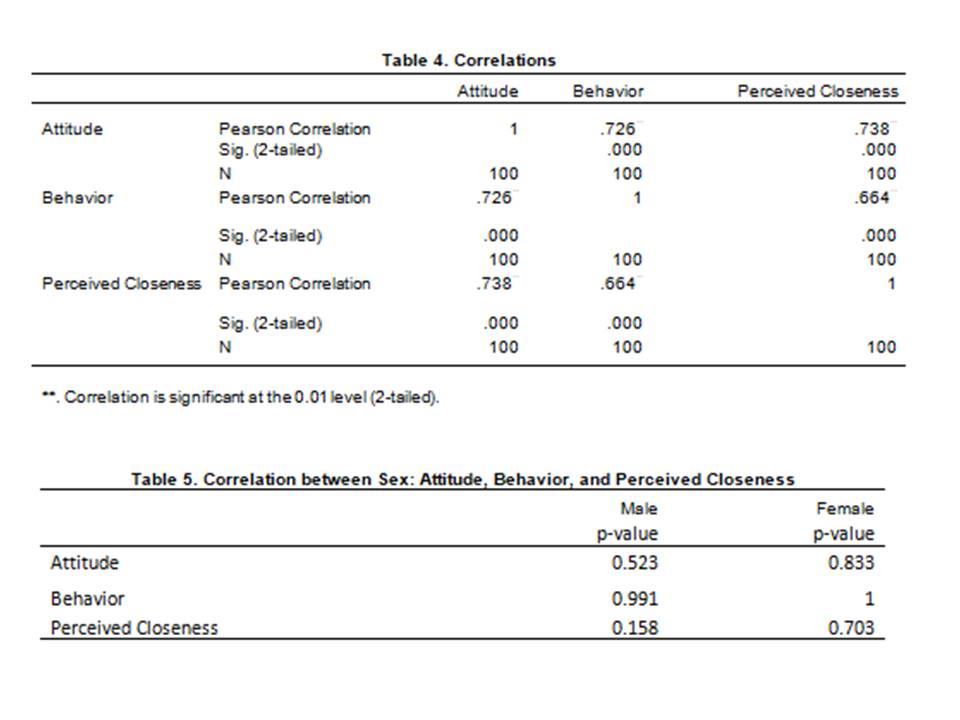 Table 4. Correlations
Attitude Behavior Perceived Closeness
Attitude Pearson Correlation 1 .726** .738**
Sig. (2-tailed) .000 .000
N 100 100 100
Behavior Pearson Correlation .726** 1 .664**
Sig. (2-tailed) .000 .000
N 100 100 100
Perceived Closeness Pearson Correlation .738** .664** 1
Sig. (2-tailed) .000 .000
N 100 100 100
**. Correlation is significant at the 0.01 level (2-tailed).
Table 5. Correlation between Sex: Attitude, Behavior, and Perceived Closeness
Male Female
p-value p-value
Attitude 0.523 0.833
Behavior 0.991 1
Perceived Closeness 0.158 0.703